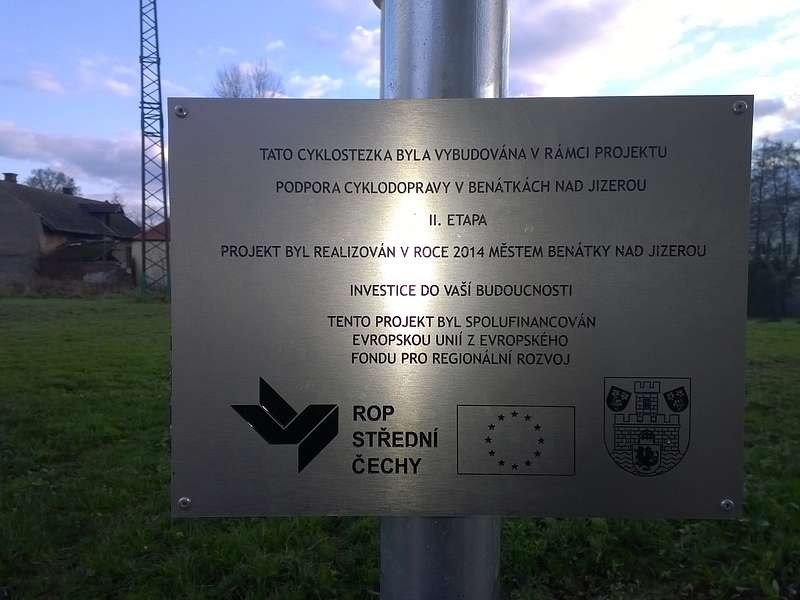 TATO CYKLOSTEZKA BYLA VYBUDOVÁNA V RÁMCI PROJEKTU
PODPORA CYKLODOPRAVY V BENÁTKÁCH NAD JIZEROU
II. ETAPA
PROJEKT BYL REALIZOVÁN V ROCE 2014 MĚSTEM BENÁTKY NAD JIZEROU
INVESTICE DO VAŠÍ BUDOUCNOSTI
TENTO PROJEKT BYL SPOLUFINANCOVÁN
EVROPSKOU UNIÍ Z EVROPSKÉHO
FONDU PRO REGIONÁLNÍ ROZVOJ
ROP
STŘEDNÍ
ČECHY